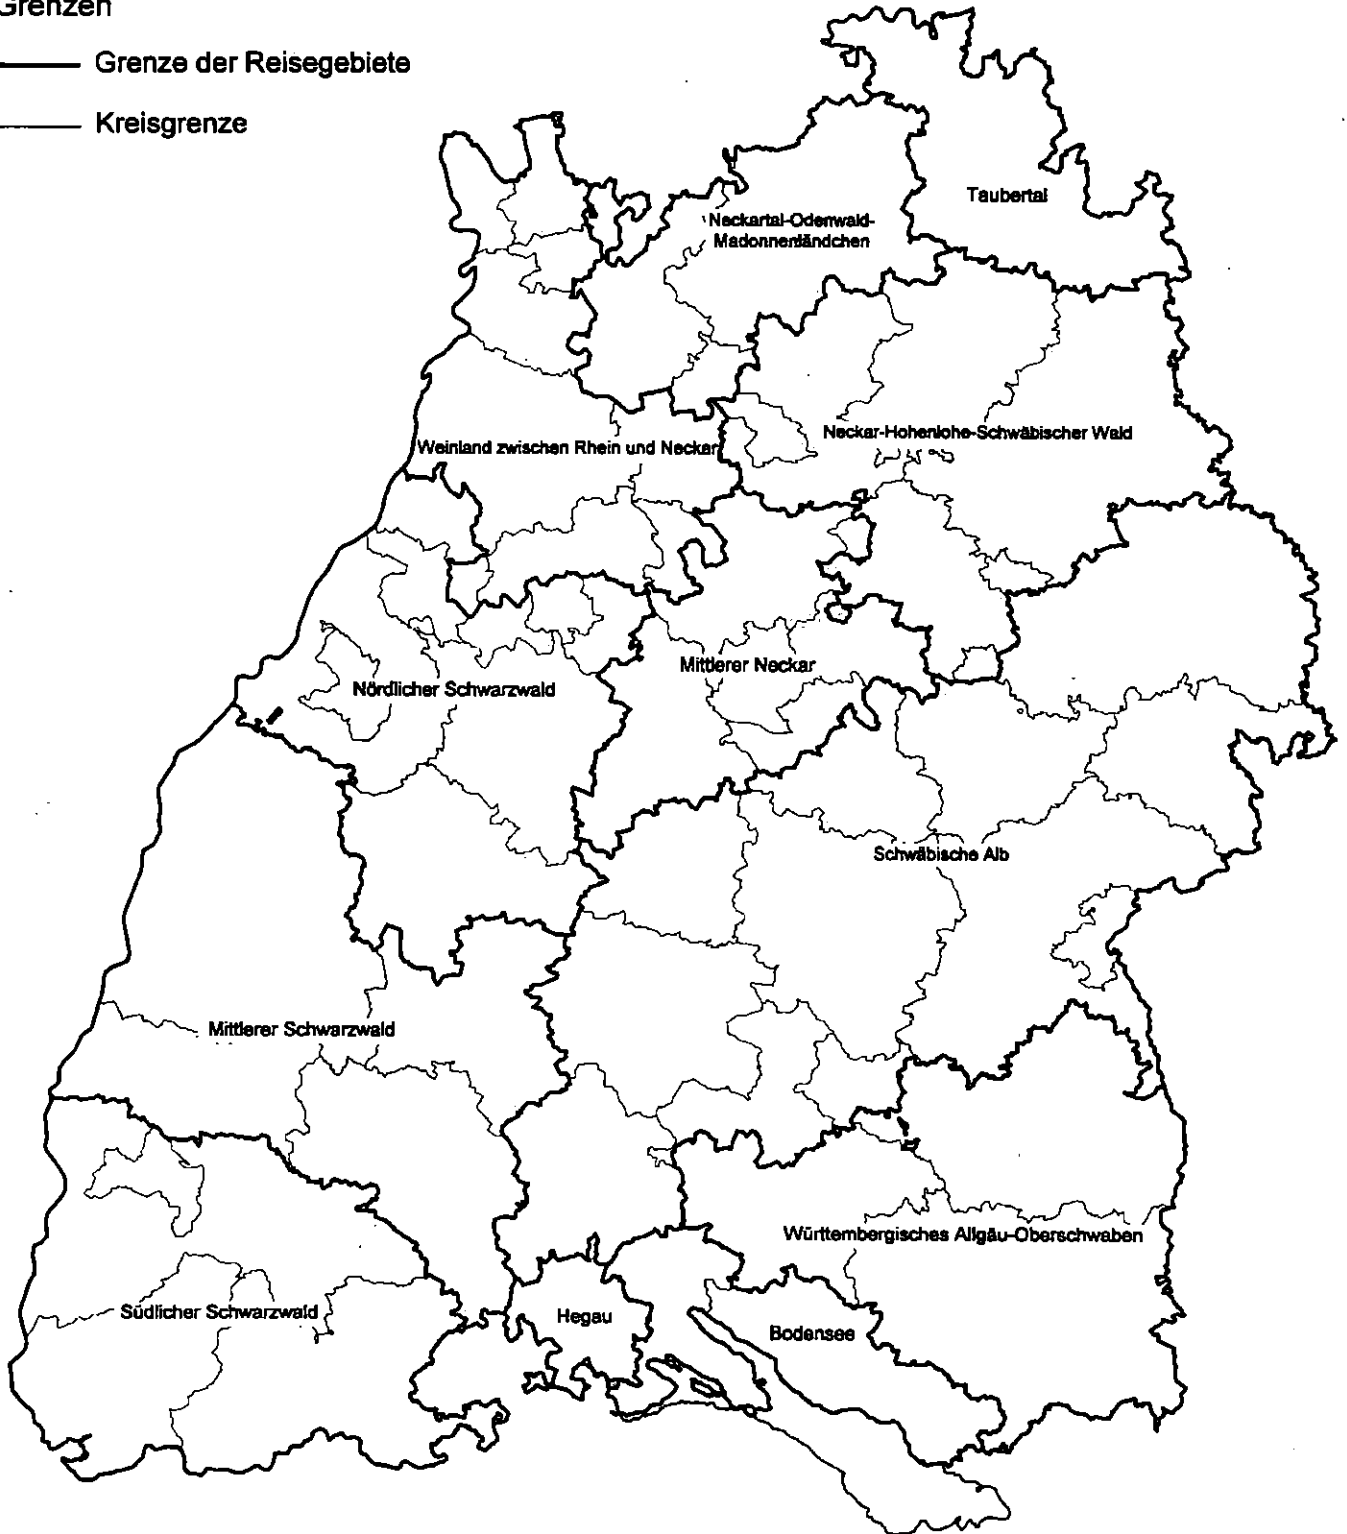 Grenzen
Grenze der Reisegebiete
Kreisgrenze
Taubertal
Neckartal-Odenwald-
Madonnenländchen
Neckar-Hohenlohe-Schwäbischer Wald
Weinland zwischen Rhein und Neckar
Mittlerer Neckar
Nördlicher Schwarzwald
Schwäbische Alb
Mittlerer Schwarzwald
Württembergisches Allgäu-Oberschwaben
Südlicher Schwarzwald
Hegau
Bodensee